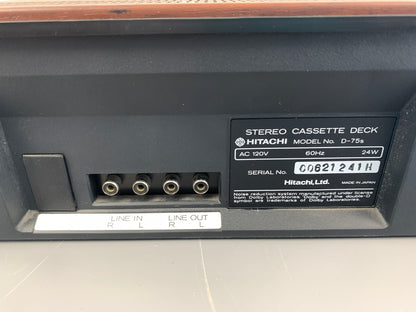 STEREO CASSETTE DECK
HITACHI MODEL No. D-75s
AC 120V 60Hz 24W
SERIAL No. 00621241H
Hitachi, Ltd. MADE IN JAPAN
Noise reduction system manufactured under license
from Dolby Laboratories. 'Dolby' and the double-D
symbol are trademarks of Dolby Laboratories.
LINE IN LINE OUT
R L R L